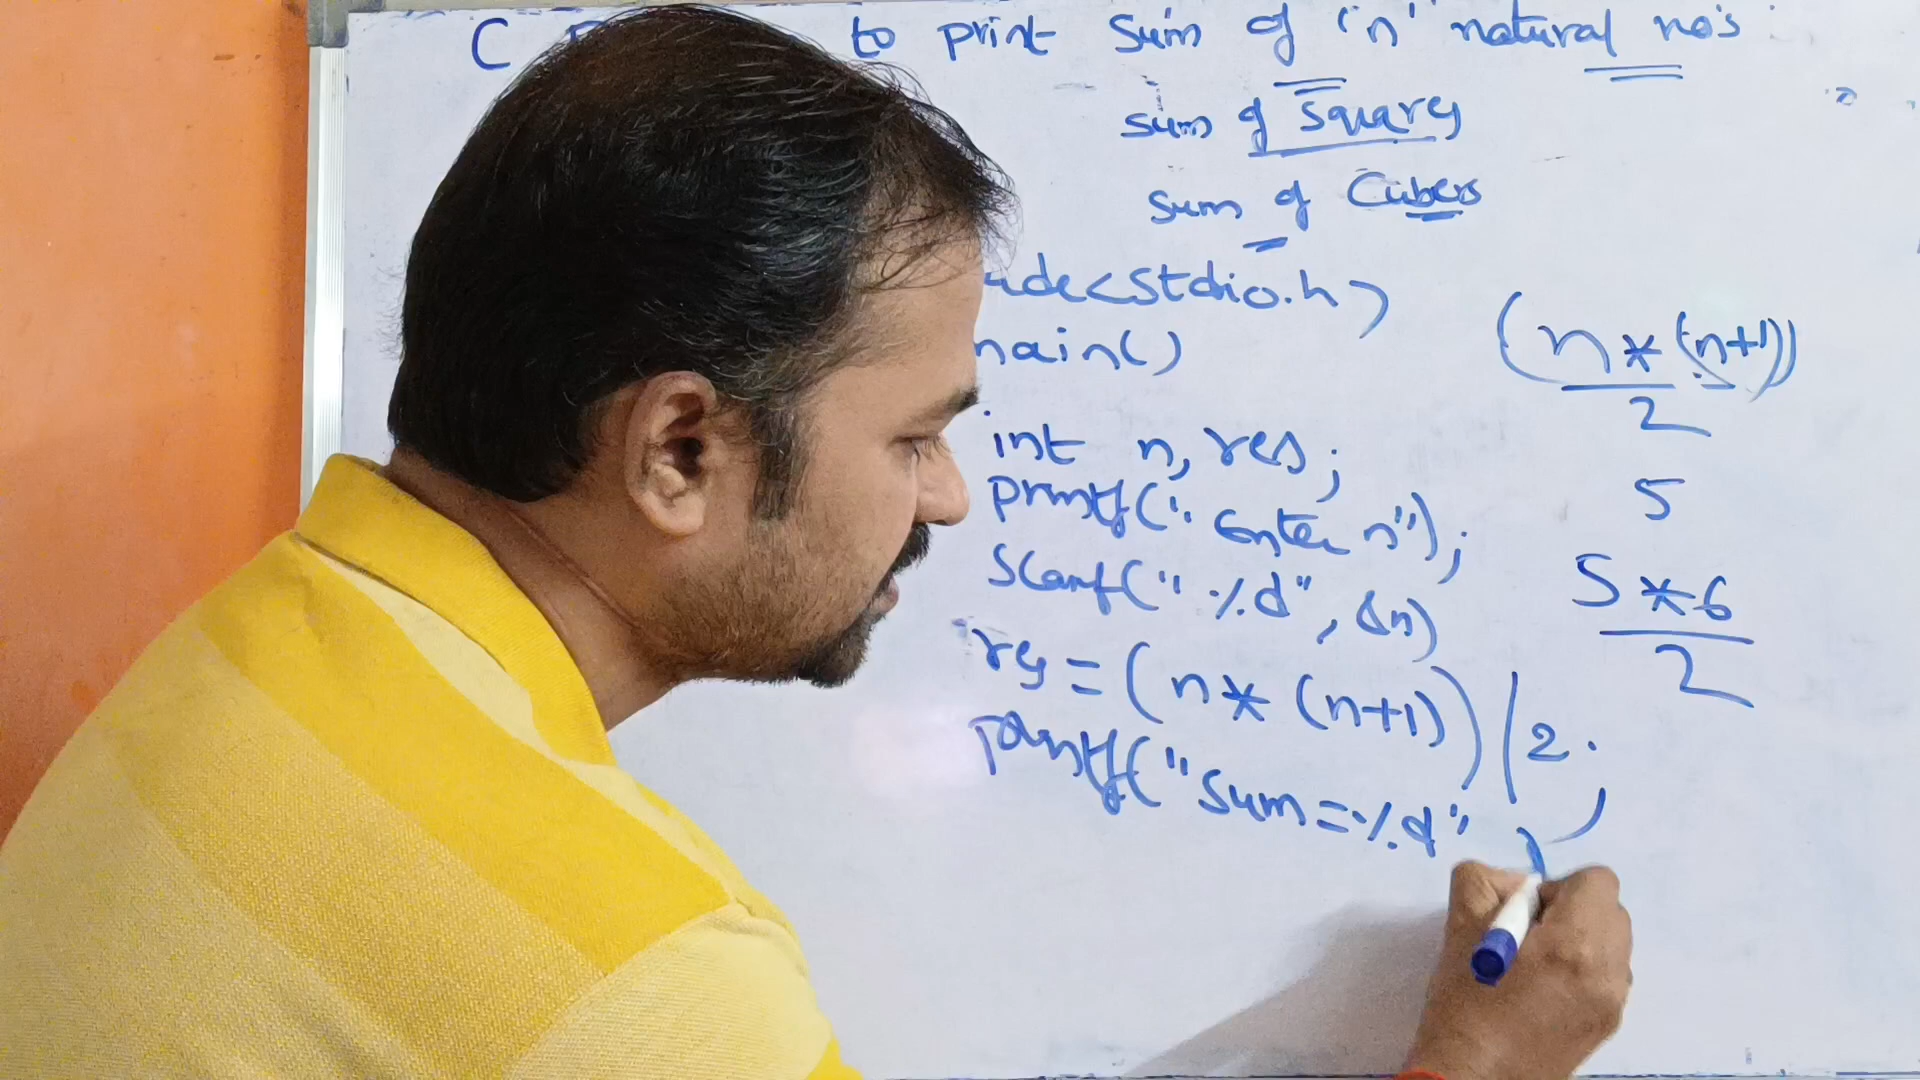 C to print Sum of 'n' natural no's
sum of Squares
sum of Cubes
ude<stdio.h>
main()
int n, res;
printf("enter n");
scanf("%d", &n)
res = (n * (n+1)) / 2;
printf("Sum=%d",
(n * (n+1))
2
5
5 * 6
2